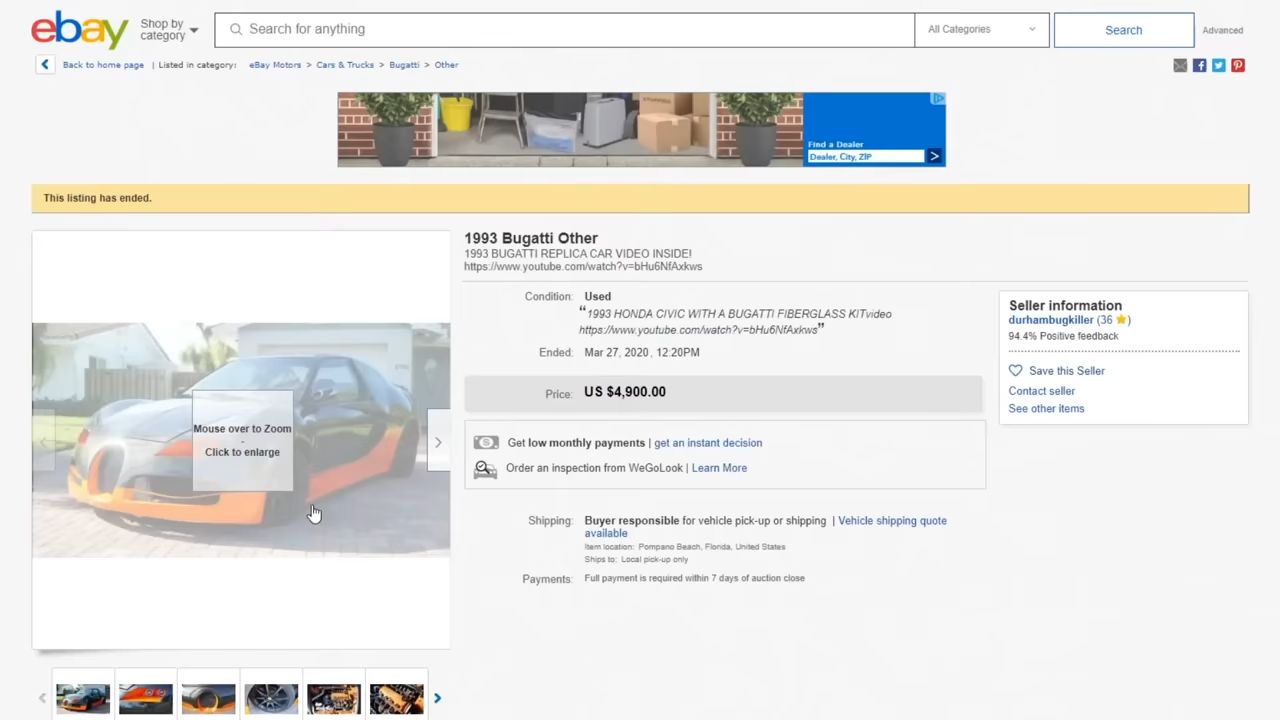 ebay
Shop by
category
Search for anything
All Categories
Search
Advanced
Back to home page | Listed in category: eBay Motors > Cars & Trucks > Bugatti > Other
Find a Dealer
Dealer, City, ZIP
>
This listing has ended.
1993 Bugatti Other
1993 BUGATTI REPLICA CAR VIDEO INSIDE!
https://www.youtube.com/watch?v=bHu6NfAxkws
Condition: Used
“1993 HONDA CIVIC WITH A BUGATTI FIBERGLASS KITvideo
https://www.youtube.com/watch?v=bHu6NfAxkws”
Ended: Mar 27, 2020 , 12:20PM
Price: US $4,900.00
Get low monthly payments | get an instant decision
Order an inspection from WeGoLook | Learn More
Shipping: Buyer responsible for vehicle pick-up or shipping | Vehicle shipping quote
available
Item location: Pompano Beach, Florida, United States
Ships to: Local pick-up only
Payments: Full payment is required within 7 days of auction close
Seller information
durhambugkiller (36 )
94.4% Positive feedback
Save this Seller
Contact seller
See other items
Mouse over to Zoom
-
Click to enlarge